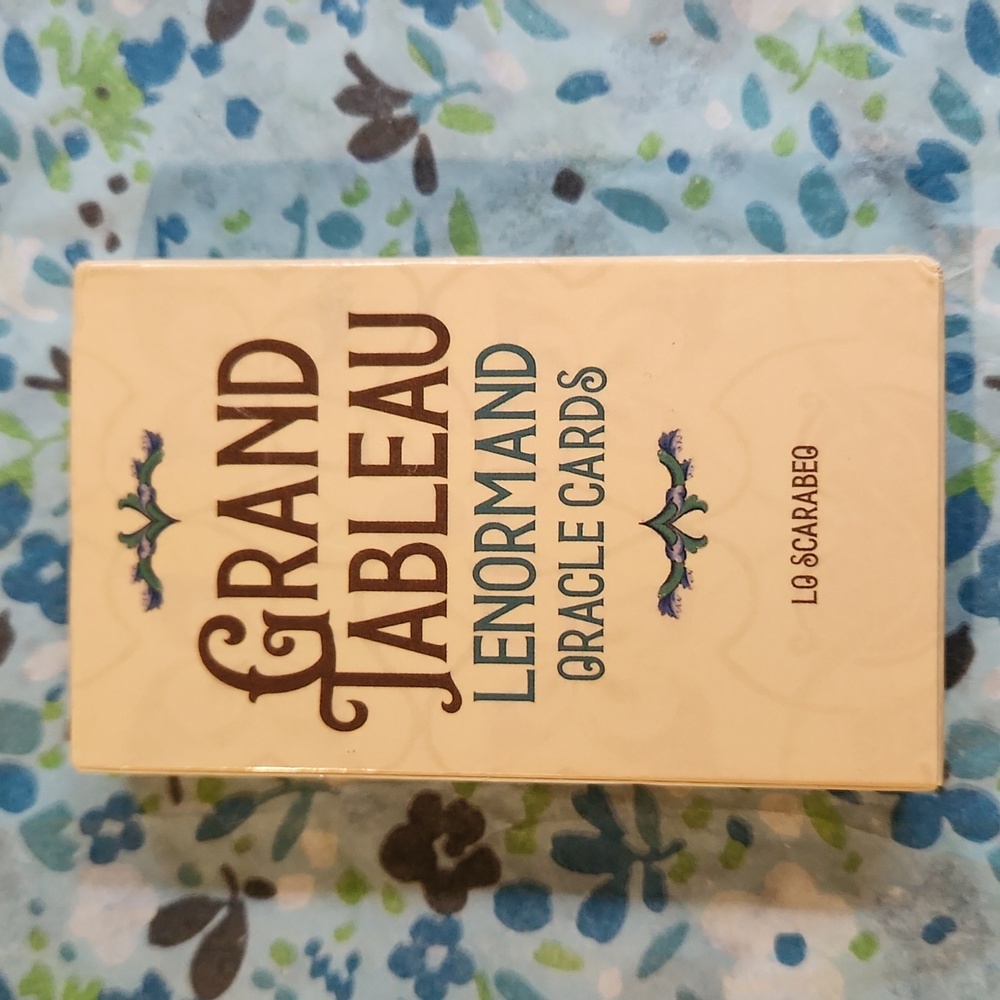 GRAND
TABLEAU
LENORMAND
ORACLE CARDS
LO SCARABEO